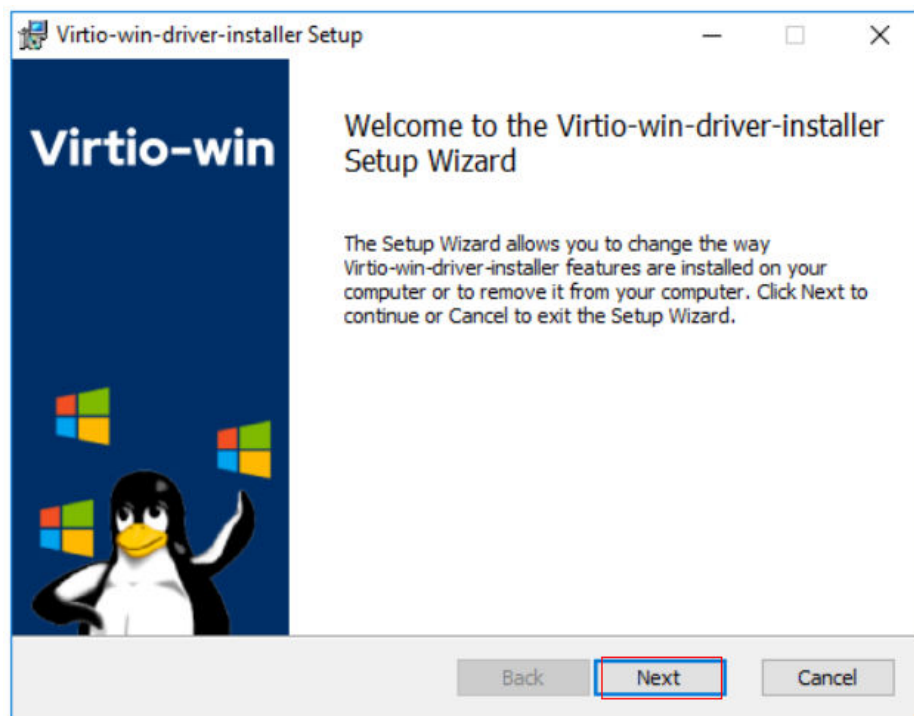 Virtio-win-driver-installer Setup
Virtio-win
Welcome to the Virtio-win-driver-installer
Setup Wizard
The Setup Wizard allows you to change the way
Virtio-win-driver-installer features are installed on your
computer or to remove it from your computer. Click Next to
continue or Cancel to exit the Setup Wizard.
Back
Next
Cancel